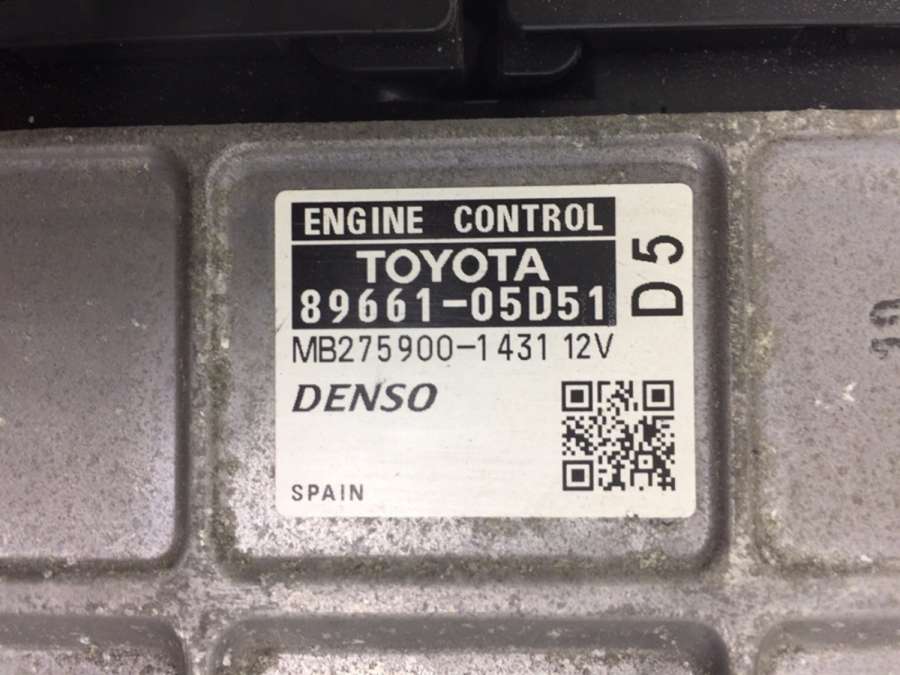 ENGINE CONTROL
TOYOTA
89661-05D51
D5
MB275900-1431 12V
DENSO
SPAIN